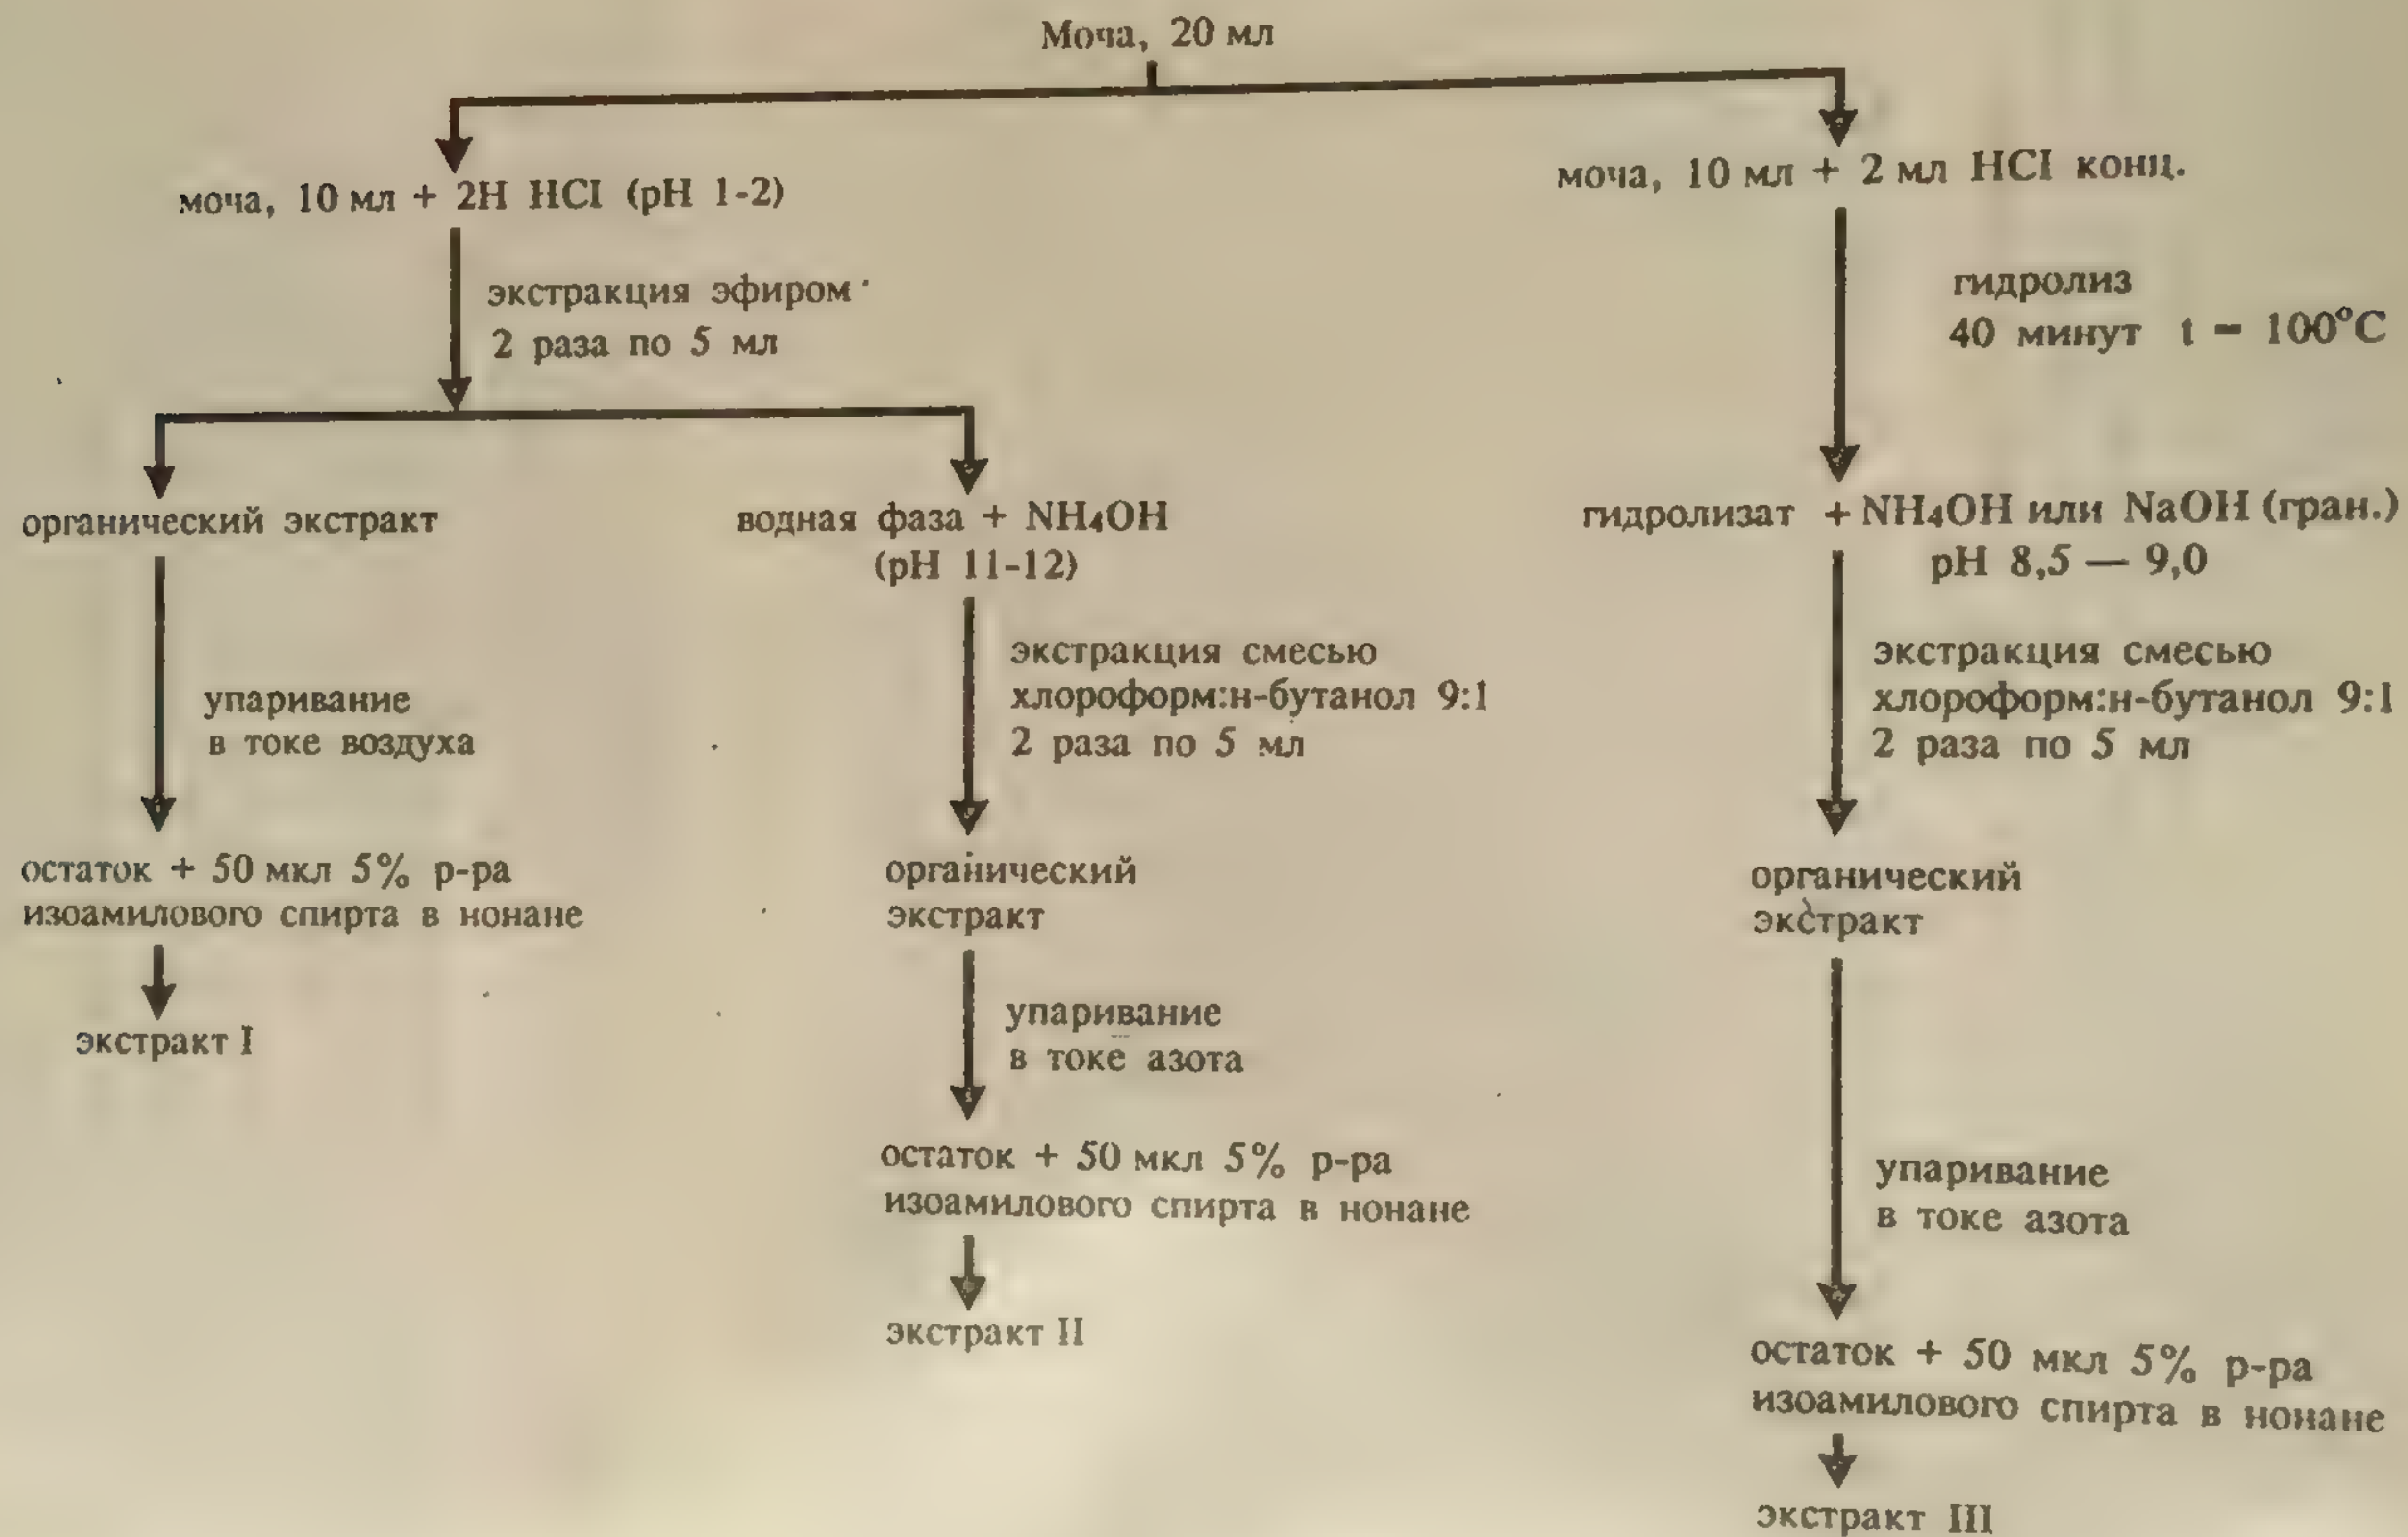 Моча, 20 мл
моча, 10 мл + 2Н HCl (pH 1-2)
экстракция эфиром
2 раза по 5 мл
органический экстракт
упаривание
в токе воздуха
остаток + 50 мкл 5% р-ра
изоамилового спирта в нонане
экстракт I
водная фаза + NH₄OH
(pH 11-12)
экстракция смесью
хлороформ:н-бутанол 9:1
2 раза по 5 мл
органический
экстракт
упаривание
в токе азота
остаток + 50 мкл 5% р-ра
изоамилового спирта в нонане
экстракт II
моча, 10 мл + 2 мл HCl конц.
гидролиз
40 минут t = 100°C
гидролизат + NH₄OH или NaOH (гран.)
pH 8,5 — 9,0
экстракция смесью
хлороформ:н-бутанол 9:1
2 раза по 5 мл
органический
экстракт
упаривание
в токе азота
остаток + 50 мкл 5% р-ра
изоамилового спирта в нонане
экстракт III